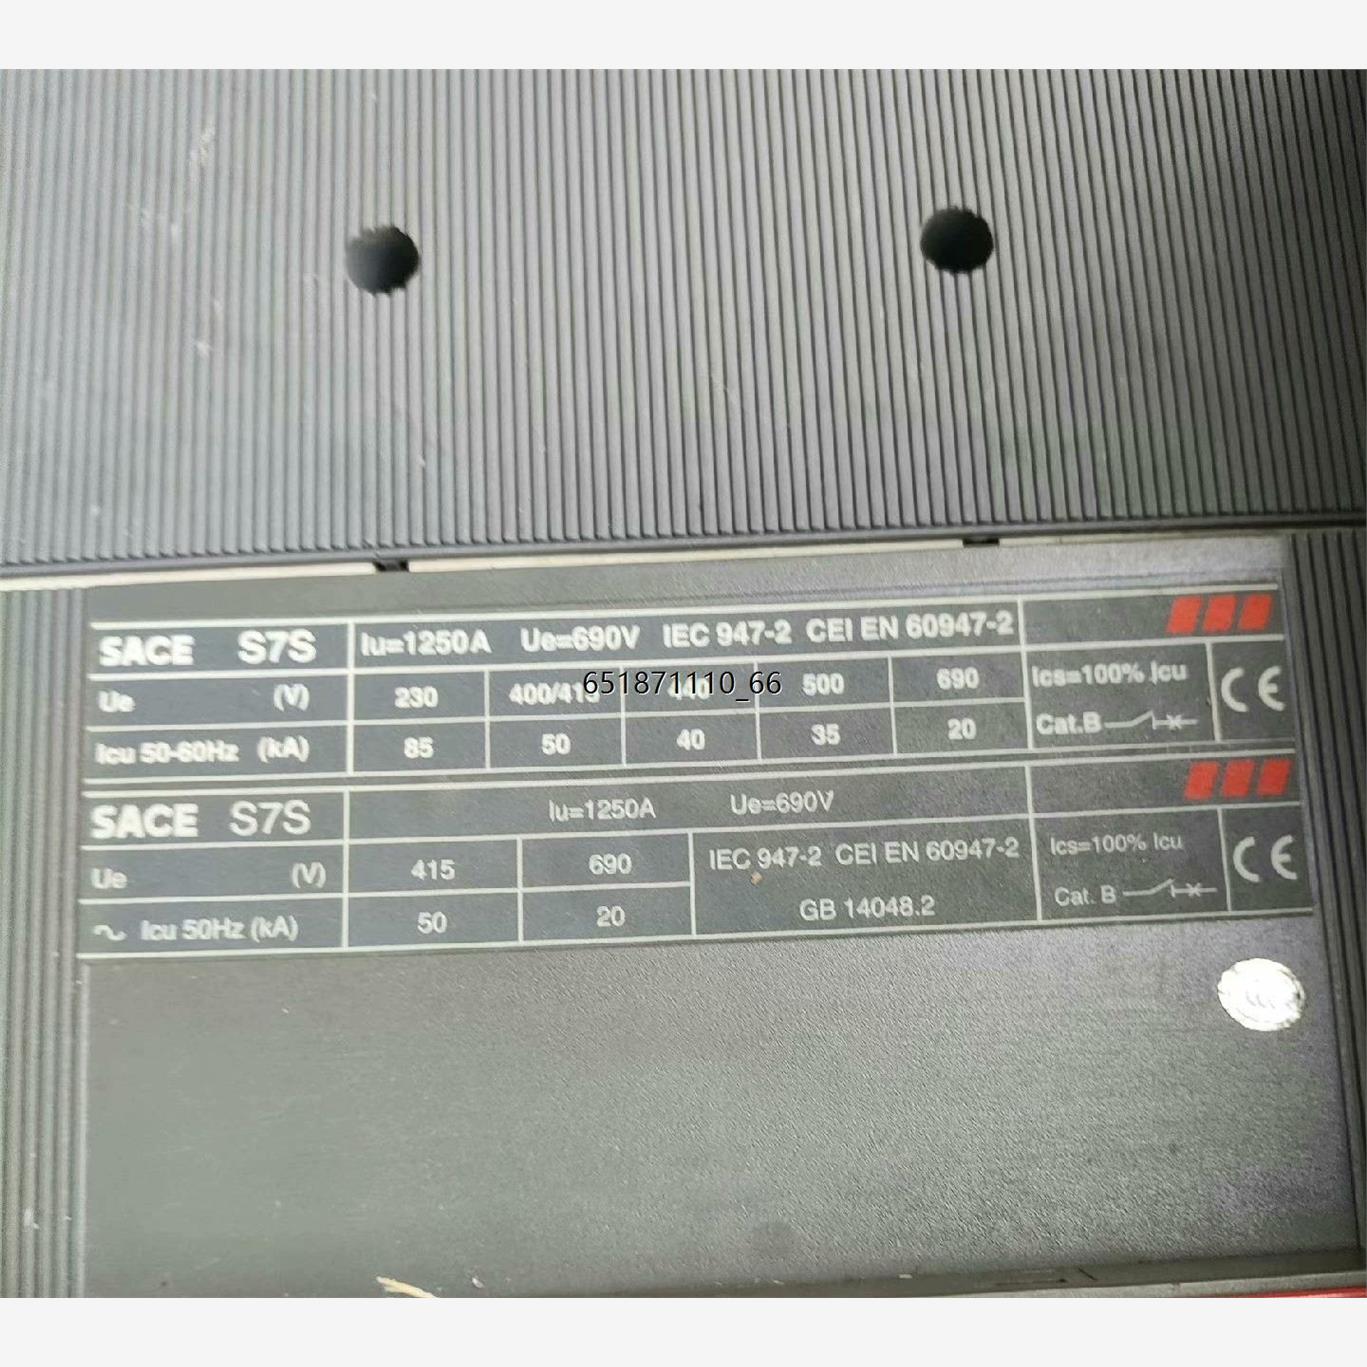 SACE S7S Iu=1250A Ue=690V IEC 947-2 CEI EN 60947-2
Ue (V) 230 400/415 440 500 690 Ics=100% Icu CE
651871110_66
Icu 50-60Hz (kA) 85 50 40 35 20 Cat.B
SACE S7S Iu=1250A Ue=690V
Ue (V) 415 690 IEC 947-2 CEI EN 60947-2 Ics=100% Icu CE
~ Icu 50Hz (kA) 50 20 GB 14048.2 Cat. B